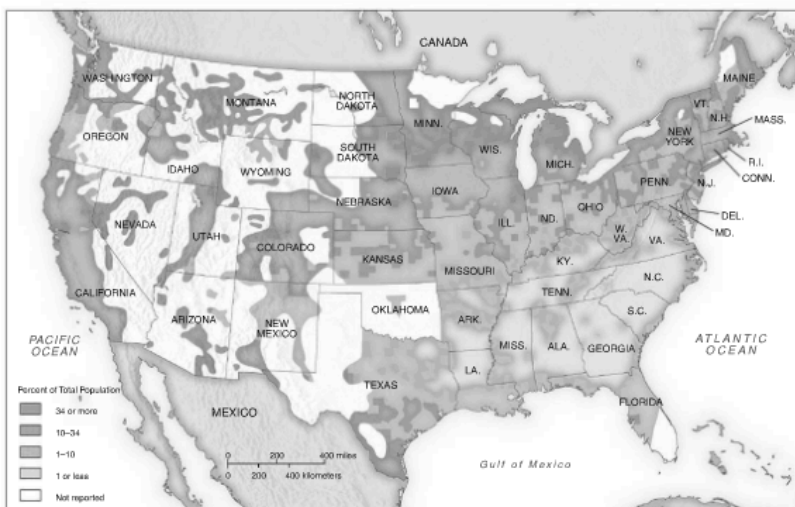 CANADA
WASHINGTON
MONTANA
NORTH
DAKOTA
MINN.
MAINE
VT.
N.H.
MASS.
OREGON
IDAHO
WYOMING
SOUTH
DAKOTA
WIS.
MICH.
NEW
YORK
R.I.
CONN.
NEBRASKA
IOWA
PENN.
N.J.
NEVADA
UTAH
COLORADO
KANSAS
MISSOURI
ILL.
IND.
OHIO
W.
VA.
VA.
DEL.
MD.
KY.
CALIFORNIA
ARIZONA
NEW
MEXICO
OKLAHOMA
ARK.
TENN.
N.C.
S.C.
PACIFIC
OCEAN
ATLANTIC
OCEAN
TEXAS
LA.
MISS.
ALA.
GEORGIA
FLORIDA
MEXICO
Gulf of Mexico
0 200 400 miles
0 200 400 kilometers
Percent of Total Population
34 or more
10–34
1–10
1 or less
Not reported